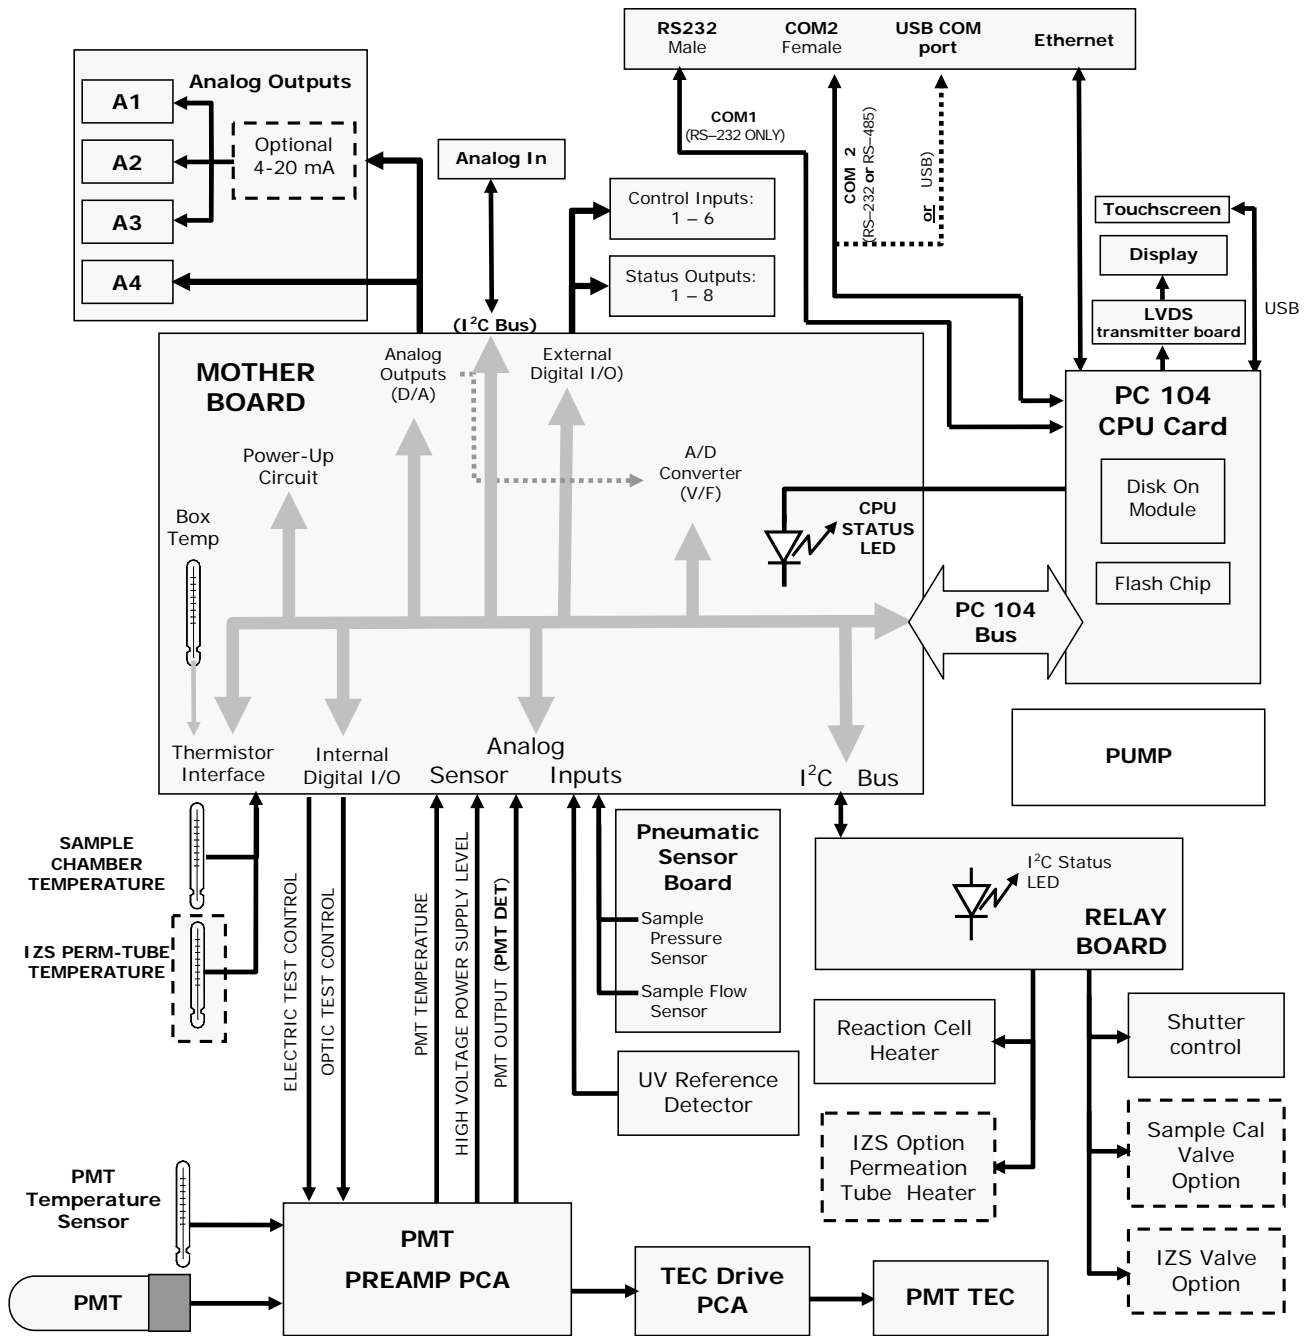 RS232
Male
COM2
Female
USB COM
port
Ethernet
Analog Outputs
A1
A2
A3
A4
Optional
4-20 mA
Analog In
COM1
(RS–232 ONLY)
COM 2
(RS–232 or RS–485)
or USB)
Control Inputs:
1 – 6
Status Outputs:
1 – 8
Touchscreen
Display
LVDS
transmitter board
USB
(I²C Bus)
MOTHER
BOARD
Analog
Outputs
(D/A)
External
Digital I/O)
Power-Up
Circuit
A/D
Converter
(V/F)
Box
Temp
CPU
STATUS
LED
PC 104
CPU Card
Disk On
Module
Flash Chip
PC 104
Bus
Thermistor
Interface
Internal
Digital I/O
Analog
Sensor Inputs
I²C Bus
PUMP
SAMPLE
CHAMBER
TEMPERATURE
IZS PERM-TUBE
TEMPERATURE
ELECTRIC TEST CONTROL
OPTIC TEST CONTROL
PMT TEMPERATURE
HIGH VOLTAGE POWER SUPPLY LEVEL
PMT OUTPUT (PMT DET)
Pneumatic
Sensor
Board
Sample
Pressure
Sensor
Sample Flow
Sensor
UV Reference
Detector
I²C Status
LED
RELAY
BOARD
Reaction Cell
Heater
IZS Option
Permeation
Tube Heater
Shutter
control
Sample Cal
Valve
Option
IZS Valve
Option
PMT
Temperature
Sensor
PMT
PMT
PREAMP PCA
TEC Drive
PCA
PMT TEC